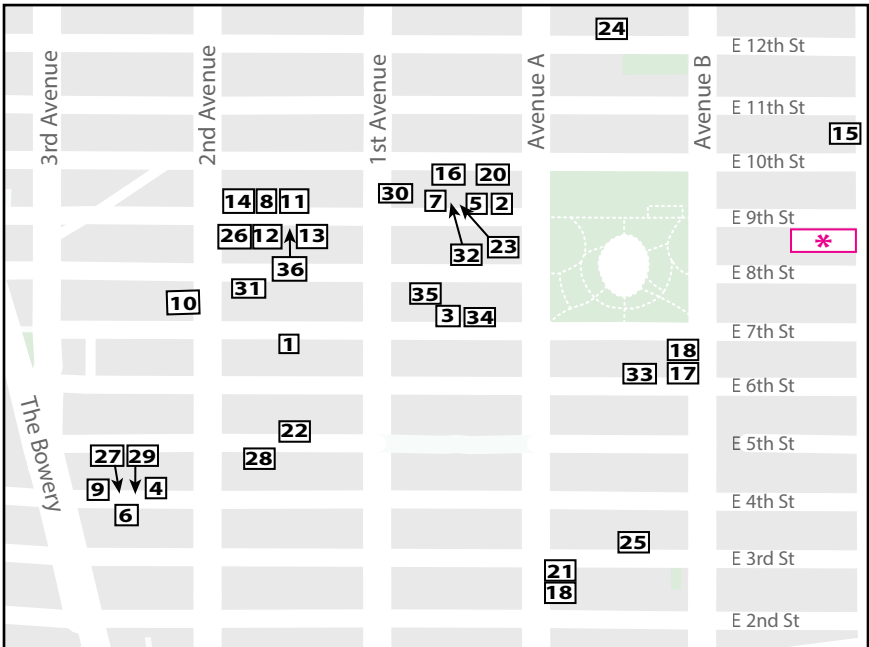 24
E 12th St
3rd Avenue
2nd Avenue
1st Avenue
Avenue A
Avenue B
E 11th St
15
E 10th St
16
20
30
14
8
11
7
5
2
E 9th St
26
12
13
*
32
23
36
E 8th St
31
35
10
3
34
E 7th St
1
18
33
17
E 6th St
The Bowery
22
E 5th St
27
29
28
9
4
E 4th St
6
25
E 3rd St
21
18
E 2nd St